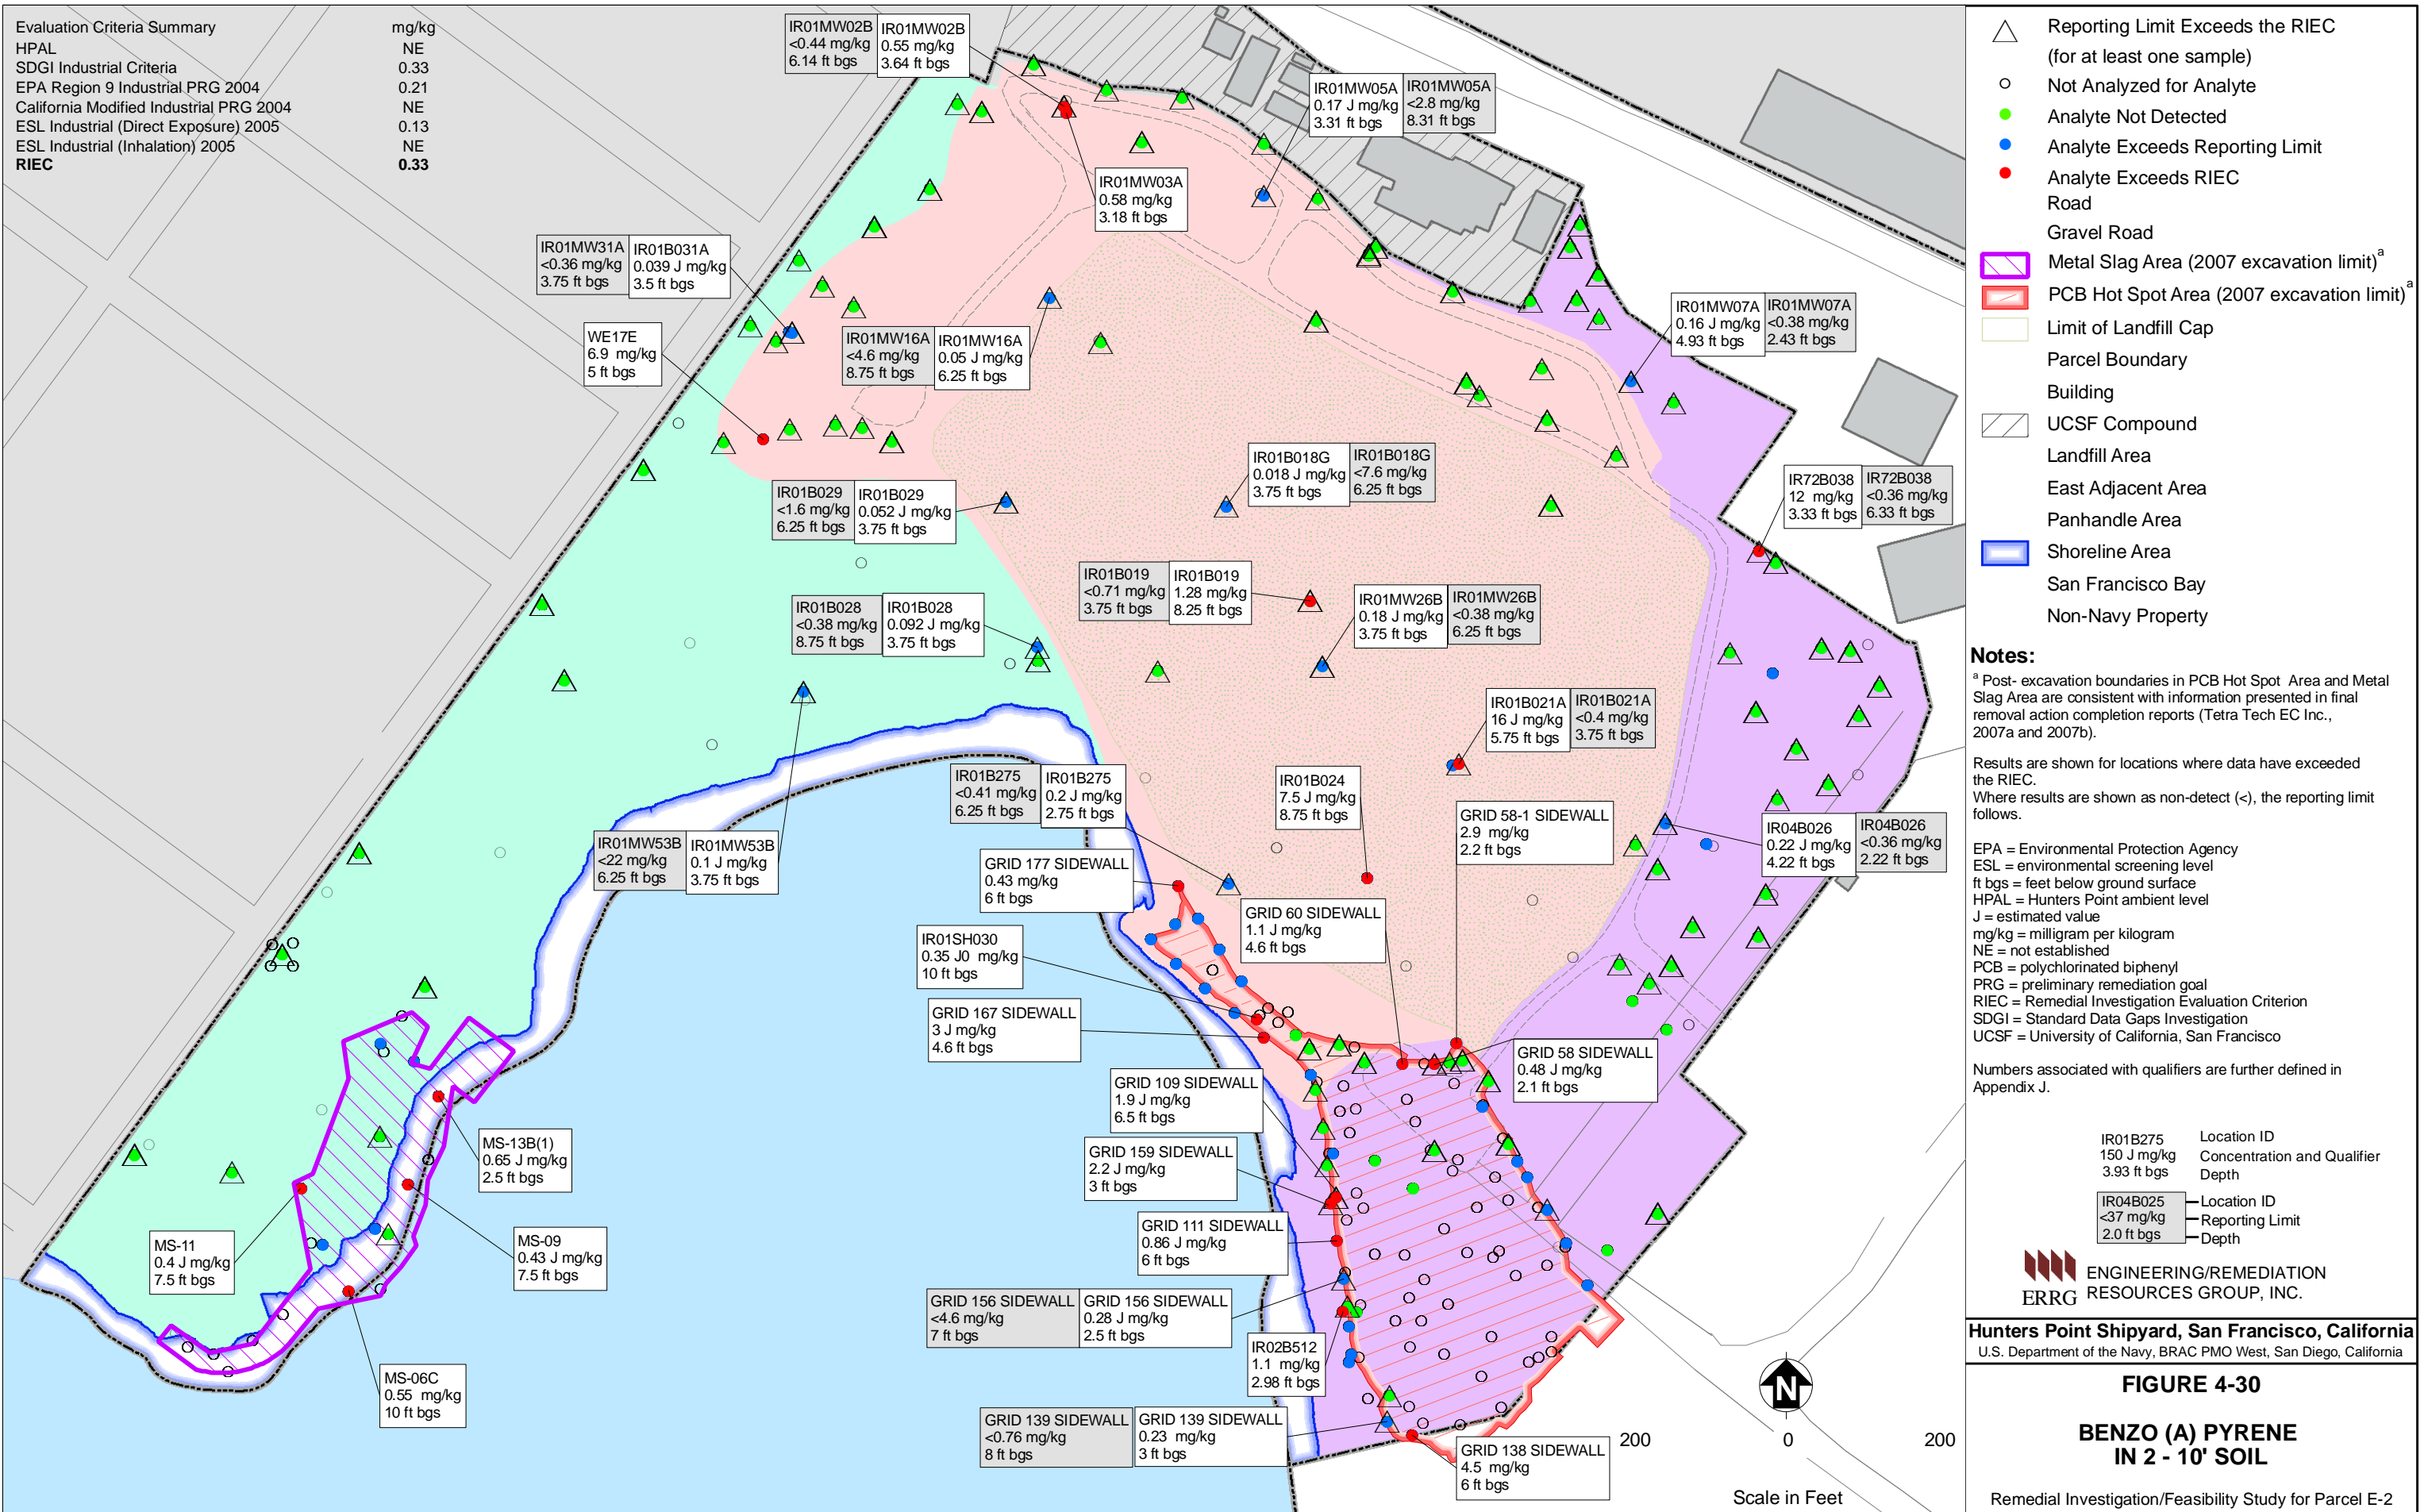 Evaluation Criteria Summary mg/kg
HPAL NE
SDGI Industrial Criteria 0.33
EPA Region 9 Industrial PRG 2004 0.21
California Modified Industrial PRG 2004 NE
ESL Industrial (Direct Exposure) 2005 0.13
ESL Industrial (Inhalation) 2005 NE
RIEC 0.33
IR01MW02B
<0.44 mg/kg
6.14 ft bgs
IR01MW02B
0.55 mg/kg
3.64 ft bgs
IR01MW05A
0.17 J mg/kg
3.31 ft bgs
IR01MW05A
<2.8 mg/kg
8.31 ft bgs
IR01MW03A
0.58 mg/kg
3.18 ft bgs
IR01MW31A
<0.36 mg/kg
3.75 ft bgs
IR01B031A
0.039 J mg/kg
3.5 ft bgs
WE17E
6.9 mg/kg
5 ft bgs
IR01MW16A
<4.6 mg/kg
8.75 ft bgs
IR01MW16A
0.05 J mg/kg
6.25 ft bgs
IR01MW07A
0.16 J mg/kg
4.93 ft bgs
IR01MW07A
<0.38 mg/kg
2.43 ft bgs
IR01B018G
0.018 J mg/kg
3.75 ft bgs
IR01B018G
<7.6 mg/kg
6.25 ft bgs
IR72B038
12 mg/kg
3.33 ft bgs
IR72B038
<0.36 mg/kg
6.33 ft bgs
IR01B029
<1.6 mg/kg
6.25 ft bgs
IR01B029
0.052 J mg/kg
3.75 ft bgs
IR01B019
<0.71 mg/kg
3.75 ft bgs
IR01B019
1.28 mg/kg
8.25 ft bgs
IR01MW26B
0.18 J mg/kg
3.75 ft bgs
IR01MW26B
<0.38 mg/kg
6.25 ft bgs
IR01B028
<0.38 mg/kg
8.75 ft bgs
IR01B028
0.092 J mg/kg
3.75 ft bgs
IR01B021A
16 J mg/kg
5.75 ft bgs
IR01B021A
<0.4 mg/kg
3.75 ft bgs
IR01B275
<0.41 mg/kg
6.25 ft bgs
IR01B275
0.2 J mg/kg
2.75 ft bgs
IR01B024
7.5 J mg/kg
8.75 ft bgs
GRID 58-1 SIDEWALL
2.9 mg/kg
2.2 ft bgs
IR04B026
0.22 J mg/kg
4.22 ft bgs
IR04B026
<0.36 mg/kg
2.22 ft bgs
IR01MW53B
<22 mg/kg
6.25 ft bgs
IR01MW53B
0.1 J mg/kg
3.75 ft bgs
GRID 177 SIDEWALL
0.43 mg/kg
6 ft bgs
GRID 60 SIDEWALL
1.1 J mg/kg
4.6 ft bgs
IR01SH030
0.35 J0 mg/kg
10 ft bgs
GRID 167 SIDEWALL
3 J mg/kg
4.6 ft bgs
GRID 58 SIDEWALL
0.48 J mg/kg
2.1 ft bgs
GRID 109 SIDEWALL
1.9 J mg/kg
6.5 ft bgs
MS-13B(1)
0.65 J mg/kg
2.5 ft bgs
GRID 159 SIDEWALL
2.2 J mg/kg
3 ft bgs
GRID 111 SIDEWALL
0.86 J mg/kg
6 ft bgs
MS-11
0.4 J mg/kg
7.5 ft bgs
MS-09
0.43 J mg/kg
7.5 ft bgs
GRID 156 SIDEWALL
<4.6 mg/kg
7 ft bgs
GRID 156 SIDEWALL
0.28 J mg/kg
2.5 ft bgs
IR02B512
1.1 mg/kg
2.98 ft bgs
MS-06C
0.55 mg/kg
10 ft bgs
GRID 139 SIDEWALL
<0.76 mg/kg
8 ft bgs
GRID 139 SIDEWALL
0.23 mg/kg
3 ft bgs
GRID 138 SIDEWALL
4.5 mg/kg
6 ft bgs
N
200 0 200
Scale in Feet
Reporting Limit Exceeds the RIEC
(for at least one sample)
Not Analyzed for Analyte
Analyte Not Detected
Analyte Exceeds Reporting Limit
Analyte Exceeds RIEC
Road
Gravel Road
Metal Slag Area (2007 excavation limit)a
PCB Hot Spot Area (2007 excavation limit)a
Limit of Landfill Cap
Parcel Boundary
Building
UCSF Compound
Landfill Area
East Adjacent Area
Panhandle Area
Shoreline Area
San Francisco Bay
Non-Navy Property
Notes:
a Post- excavation boundaries in PCB Hot Spot Area and Metal
Slag Area are consistent with information presented in final
removal action completion reports (Tetra Tech EC Inc.,
2007a and 2007b).
Results are shown for locations where data have exceeded
the RIEC.
Where results are shown as non-detect (<), the reporting limit
follows.
EPA = Environmental Protection Agency
ESL = environmental screening level
ft bgs = feet below ground surface
HPAL = Hunters Point ambient level
J = estimated value
mg/kg = milligram per kilogram
NE = not established
PCB = polychlorinated biphenyl
PRG = preliminary remediation goal
RIEC = Remedial Investigation Evaluation Criterion
SDGI = Standard Data Gaps Investigation
UCSF = University of California, San Francisco
Numbers associated with qualifiers are further defined in
Appendix J.
IR01B275 Location ID
150 J mg/kg Concentration and Qualifier
3.93 ft bgs Depth
IR04B025 Location ID
<37 mg/kg Reporting Limit
2.0 ft bgs Depth
ERRG
ENGINEERING/REMEDIATION
RESOURCES GROUP, INC.
Hunters Point Shipyard, San Francisco, California
U.S. Department of the Navy, BRAC PMO West, San Diego, California
FIGURE 4-30
BENZO (A) PYRENE
IN 2 - 10' SOIL
Remedial Investigation/Feasibility Study for Parcel E-2